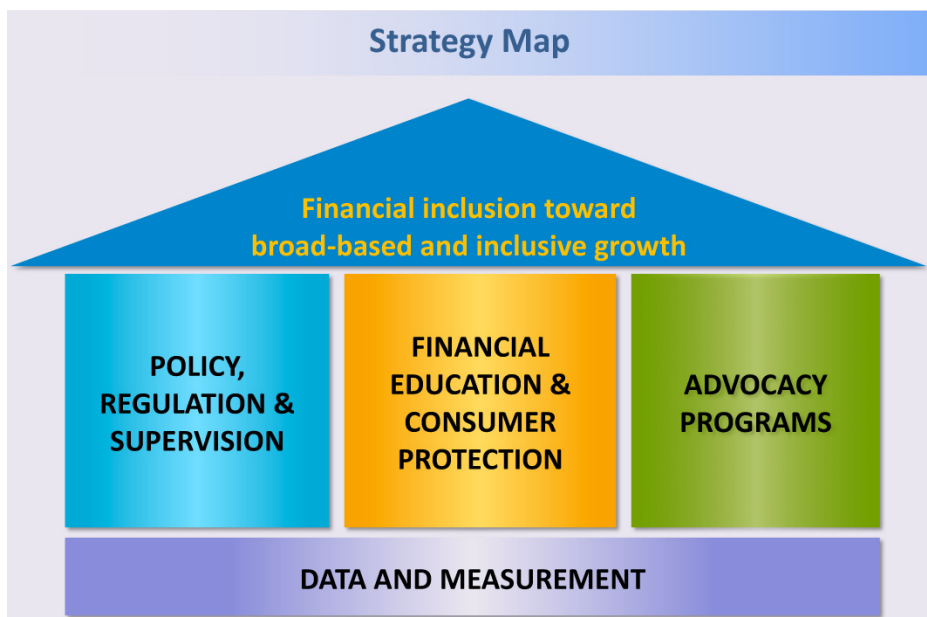 Strategy Map
Financial inclusion toward
broad-based and inclusive growth
POLICY,
REGULATION &
SUPERVISION
FINANCIAL
EDUCATION &
CONSUMER
PROTECTION
ADVOCACY
PROGRAMS
DATA AND MEASUREMENT